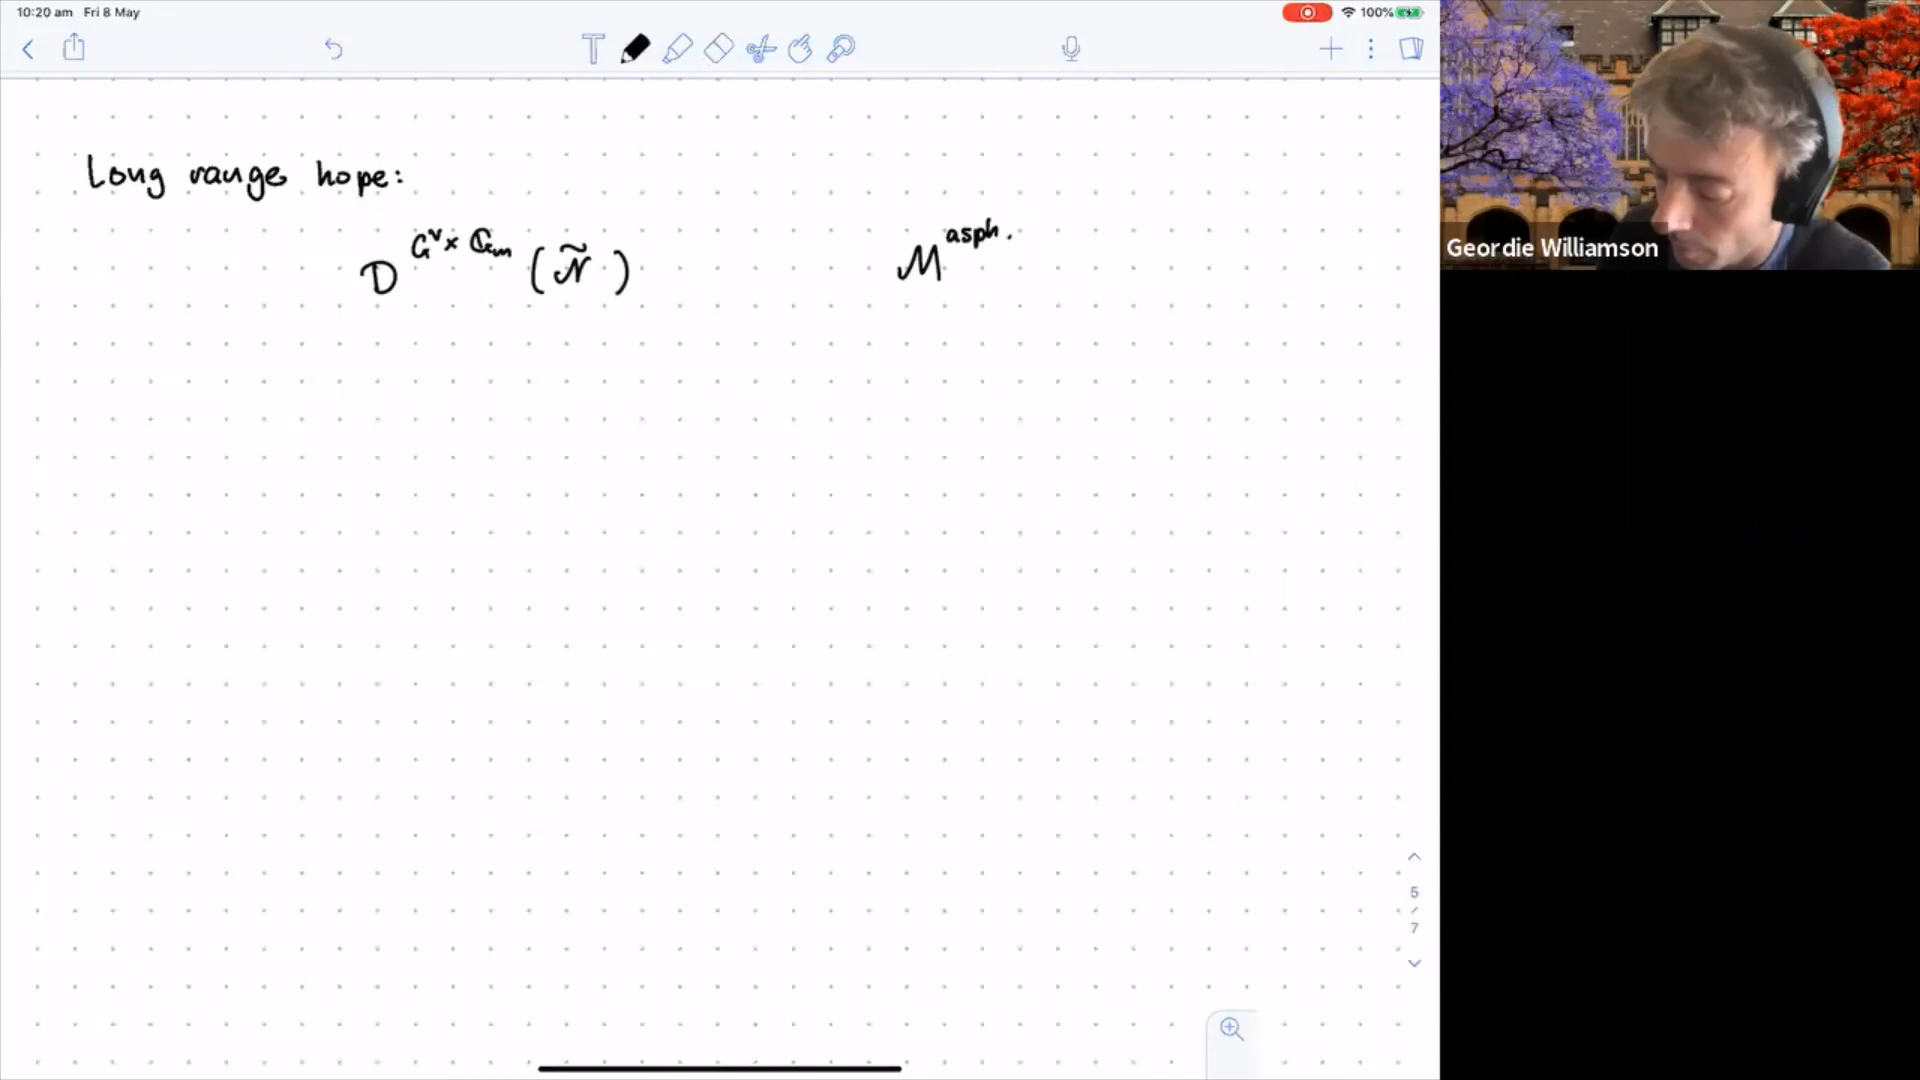 10:20 am Fri 8 May
100%
Long range hope:
D^{G^∨ × 𝔾_m} (Ñ) M^{asph.}
Geordie Williamson
5
/
7